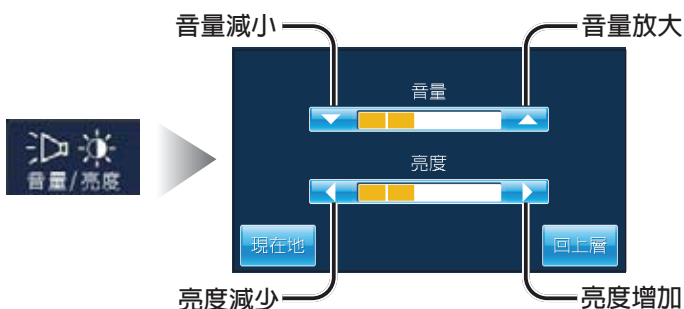 音量減小
音量放大
音量
音量/亮度
亮度
現在地
回上層
亮度減少
亮度增加